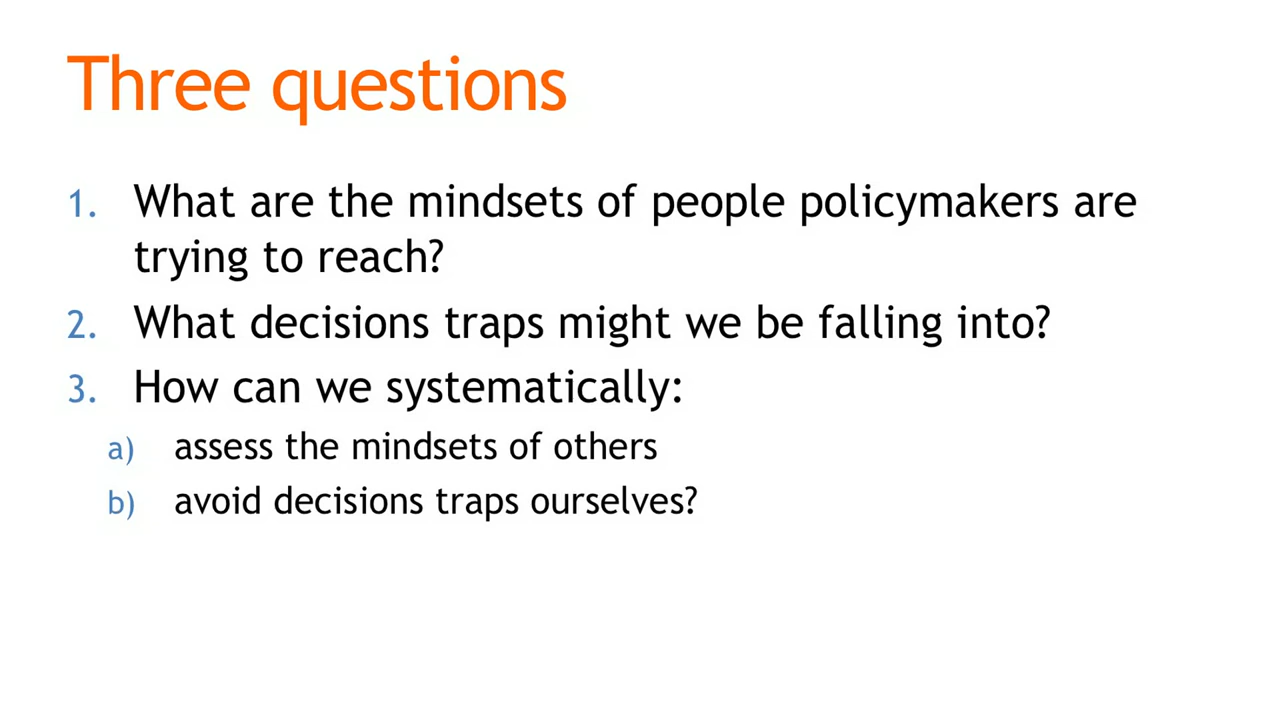 Three questions
1. What are the mindsets of people policymakers are
trying to reach?
2. What decisions traps might we be falling into?
3. How can we systematically:
a) assess the mindsets of others
b) avoid decisions traps ourselves?